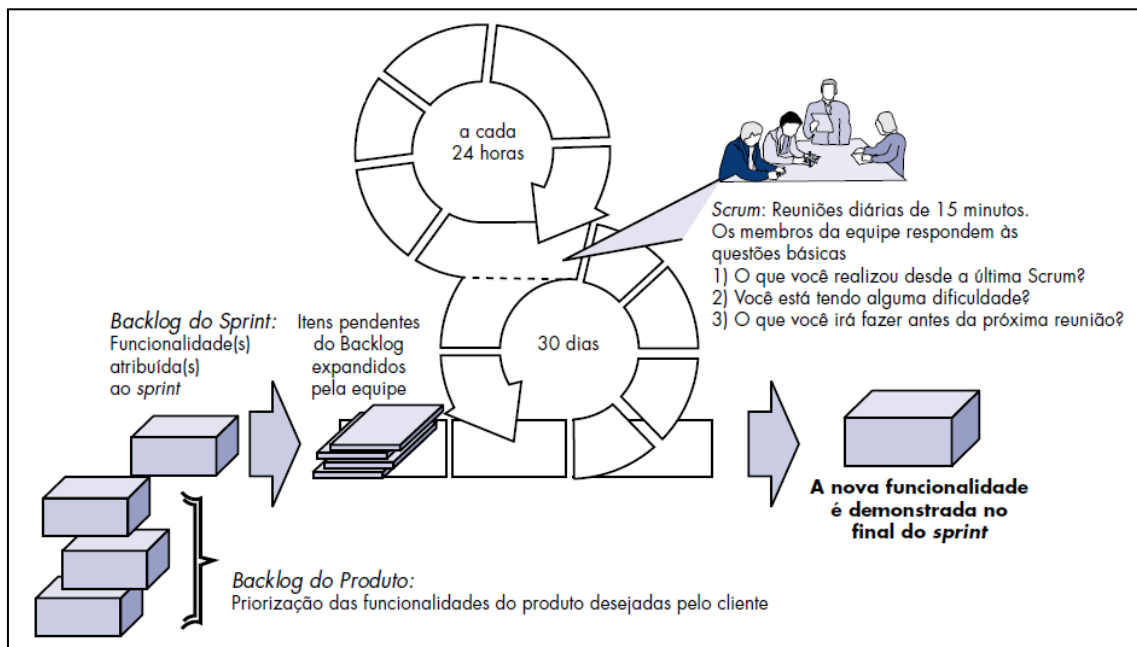 a cada
24 horas
Scrum: Reuniões diárias de 15 minutos.
Os membros da equipe respondem às
questões básicas
1) O que você realizou desde a última Scrum?
2) Você está tendo alguma dificuldade?
3) O que você irá fazer antes da próxima reunião?
Backlog do Sprint:
Funcionalidade(s)
atribuída(s)
ao sprint
Itens pendentes
do Backlog
expandidos
pela equipe
30 dias
A nova funcionalidade
é demonstrada no
final do sprint
Backlog do Produto:
Priorização das funcionalidades do produto desejadas pelo cliente